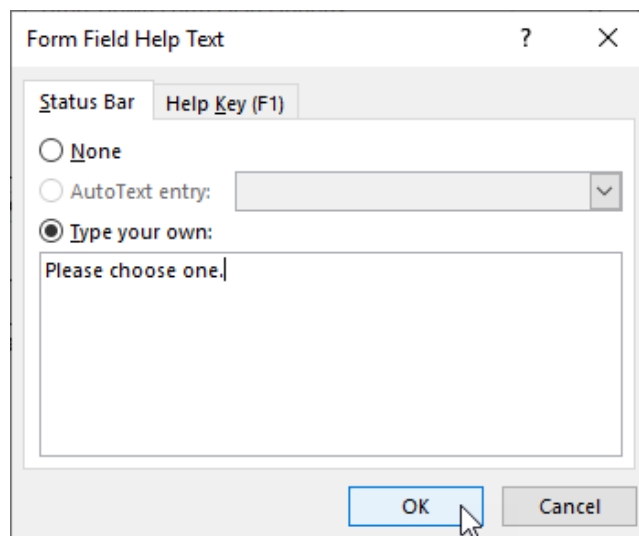 Form Field Help Text ?
Status Bar Help Key (F1)
None
AutoText entry:
Type your own:
Please choose one.
OK Cancel